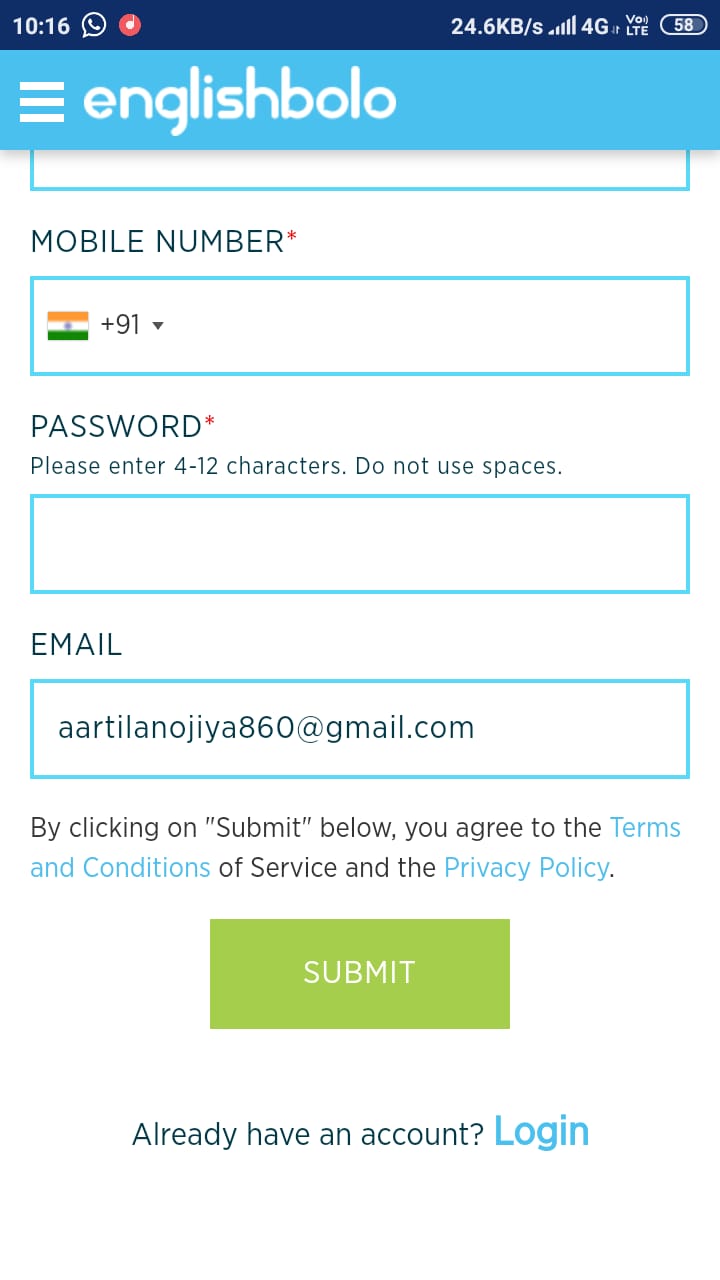 10:16 24.6KB/s 4G Vo) LTE 58
englishbolo
MOBILE NUMBER*
+91
PASSWORD*
Please enter 4-12 characters. Do not use spaces.
EMAIL
aartilanojiya860@gmail.com
By clicking on "Submit" below, you agree to the Terms
and Conditions of Service and the Privacy Policy.
SUBMIT
Already have an account? Login